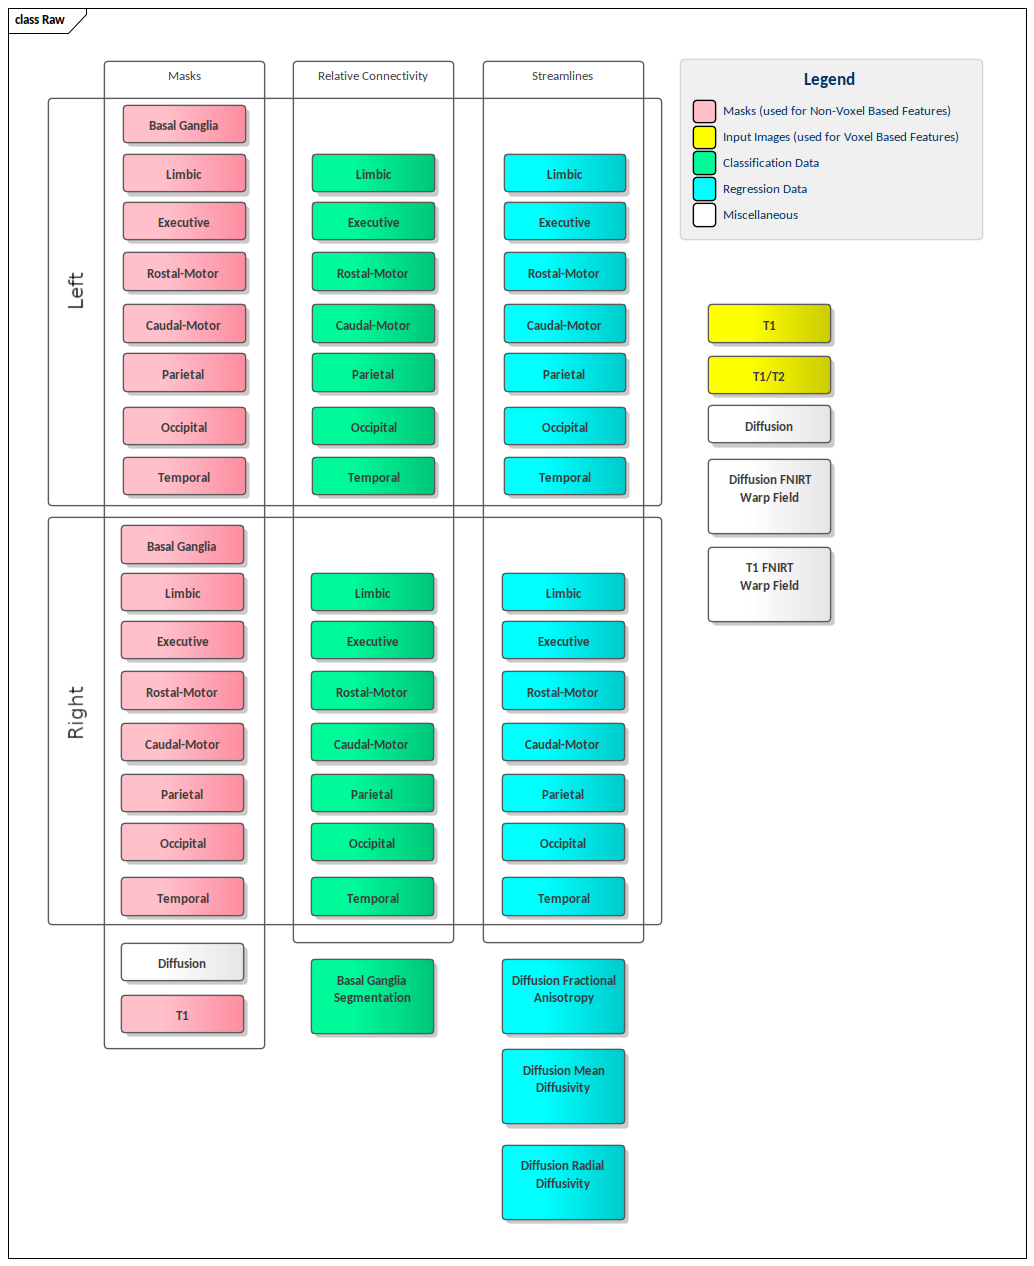 class Raw
Masks
Relative Connectivity
Streamlines
Legend
Masks (used for Non-Voxel Based Features)
Input Images (used for Voxel Based Features)
Classification Data
Regression Data
Miscellaneous
Left
Basal Ganglia
Limbic
Limbic
Limbic
Executive
Executive
Executive
Rostal-Motor
Rostal-Motor
Rostal-Motor
Caudal-Motor
Caudal-Motor
Caudal-Motor
Parietal
Parietal
Parietal
Occipital
Occipital
Occipital
Temporal
Temporal
Temporal
T1
T1/T2
Diffusion
Diffusion FNIRT
Warp Field
T1 FNIRT
Warp Field
Right
Basal Ganglia
Limbic
Limbic
Limbic
Executive
Executive
Executive
Rostal-Motor
Rostal-Motor
Rostal-Motor
Caudal-Motor
Caudal-Motor
Caudal-Motor
Parietal
Parietal
Parietal
Occipital
Occipital
Occipital
Temporal
Temporal
Temporal
Diffusion
T1
Basal Ganglia
Segmentation
Diffusion Fractional
Anisotropy
Diffusion Mean
Diffusivity
Diffusion Radial
Diffusivity